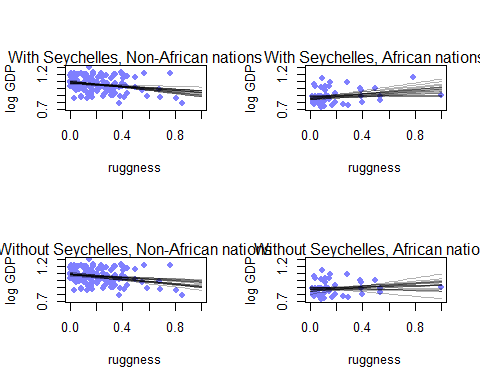 With Seychelles, Non-African nations
With Seychelles, African nations
log GDP
0.7
1.2
0.0
0.4
0.8
ruggness
log GDP
0.7
1.2
0.0
0.4
0.8
ruggness
Without Seychelles, Non-African nations
Without Seychelles, African natio
log GDP
0.7
1.2
0.0
0.4
0.8
ruggness
log GDP
0.7
1.2
0.0
0.4
0.8
ruggness